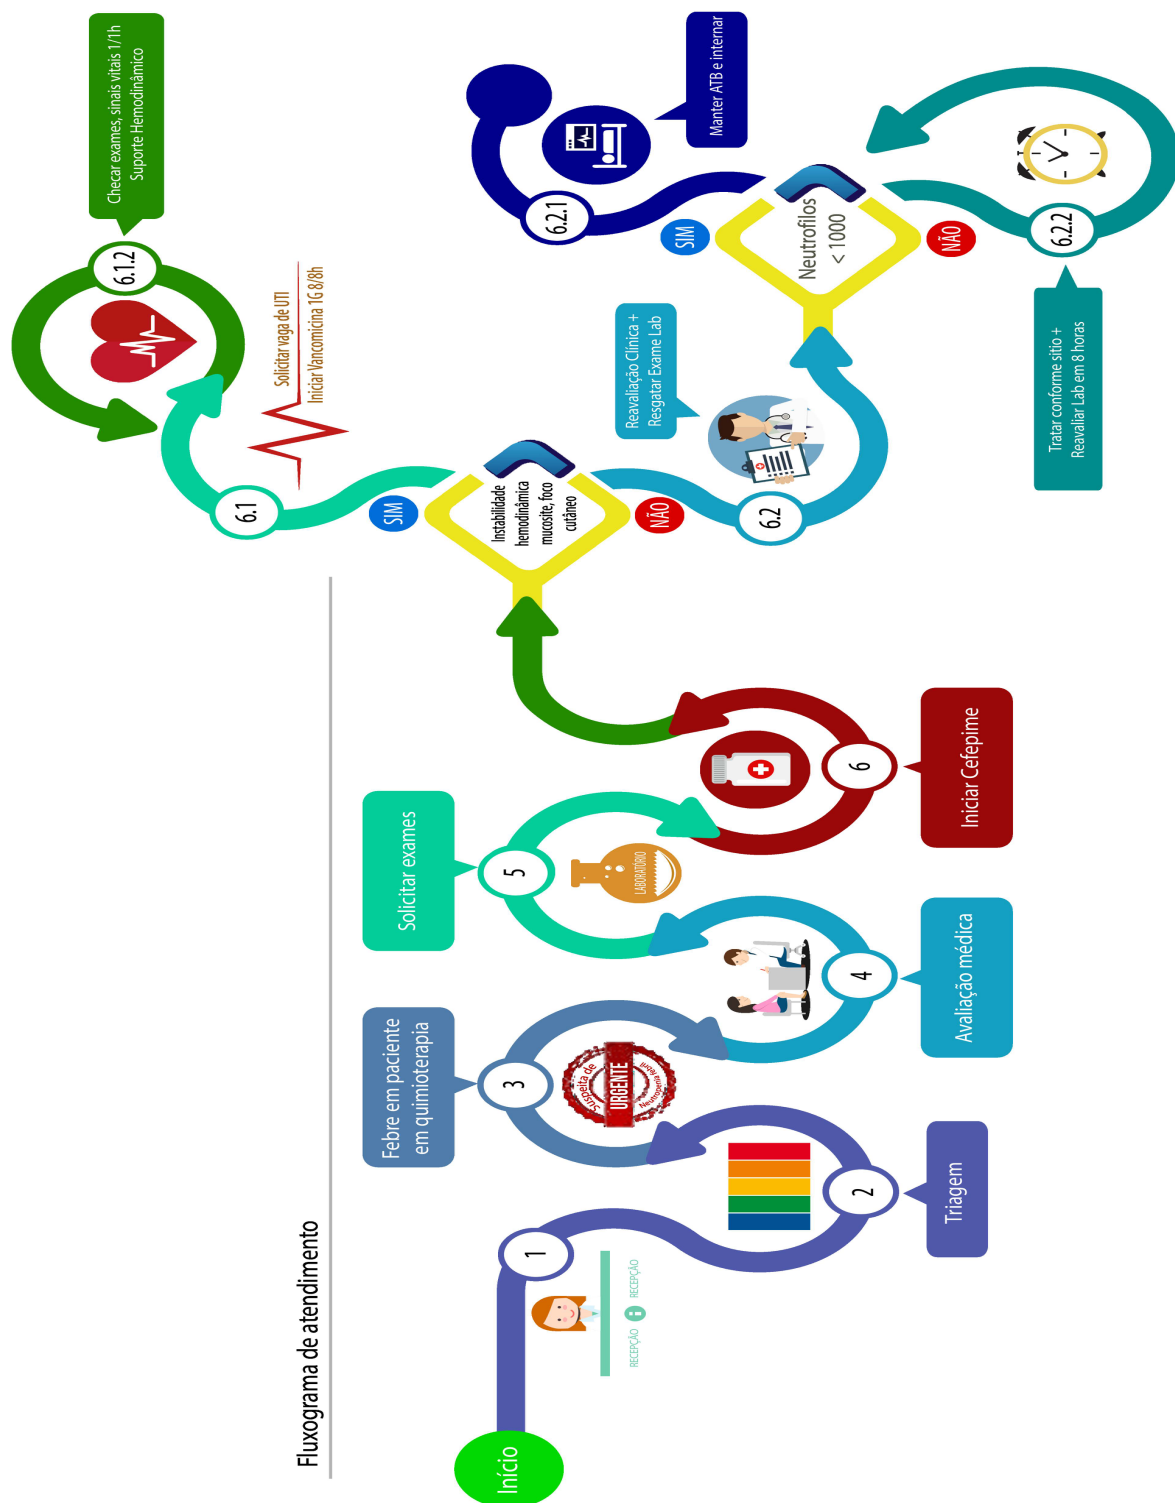 Fluxograma de atendimento
Início
1
RECEPÇÃO i RECEPÇÃO
2
Triagem
Febre em paciente
em quimioterapia
3
Suspeita de
URGENTE
Neutropenia febril
4
Avaliação médica
Solicitar exames
5
LABORATÓRIO
6
Iniciar Cefepime
Instabilidade
hemodinâmica
mucosite, foco
cutâneo
SIM
6.1
Solicitar vaga de UTI
Iniciar Vancomicina 1G 8/8h
6.1.2
Checar exames, sinais vitais 1/1h
Suporte Hemodinâmico
NÃO
6.2
Reavaliação Clínica +
Resgatar Exame Lab
Neutrofilos
< 1000
SIM
6.2.1
Manter ATB e internar
NÃO
6.2.2
Tratar conforme sitio +
Reavaliar Lab em 8 horas